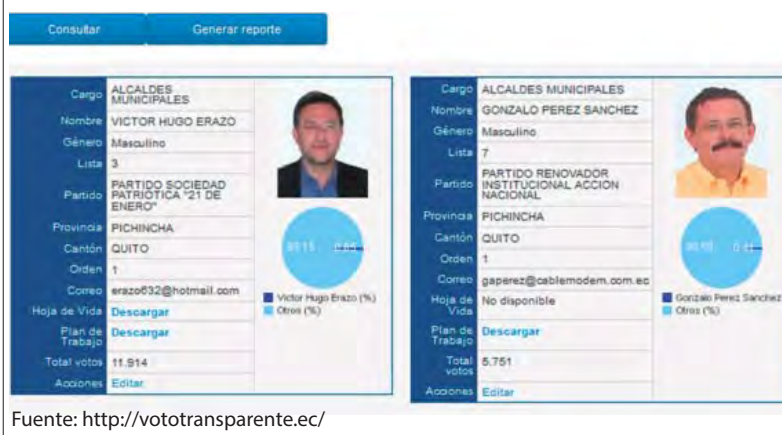 Consultar Generar reporte
Cargo ALCALDES
MUNICIPALES
Nombre VICTOR HUGO ERAZO
Género Masculino
Lista 3
Partido PARTIDO SOCIEDAD
PATRIÓTICA "21 DE
ENERO"
Provincia PICHINCHA
Cantón QUITO
Orden 1
Correo erazo632@hotmail.com
Hoja de Vida Descargar
Plan de
Trabajo Descargar
Total votos 11.914
Acciones Editar
Victor Hugo Erazo (%)
Otros (%)
Cargo ALCALDES MUNICIPALES
Nombre GONZALO PEREZ SANCHEZ
Género Masculino
Lista 7
Partido PARTIDO RENOVADOR
INSTITUCIONAL ACCION
NACIONAL
Provincia PICHINCHA
Cantón QUITO
Orden 1
Correo gaperez@cablemodem.com.ec
Hoja de
Vida No disponible
Plan de
Trabajo Descargar
Total
votos 5.751
Acciones Editar
Gonzalo Perez Sanchez
Otros (%)
Fuente: http://vototransparente.ec/